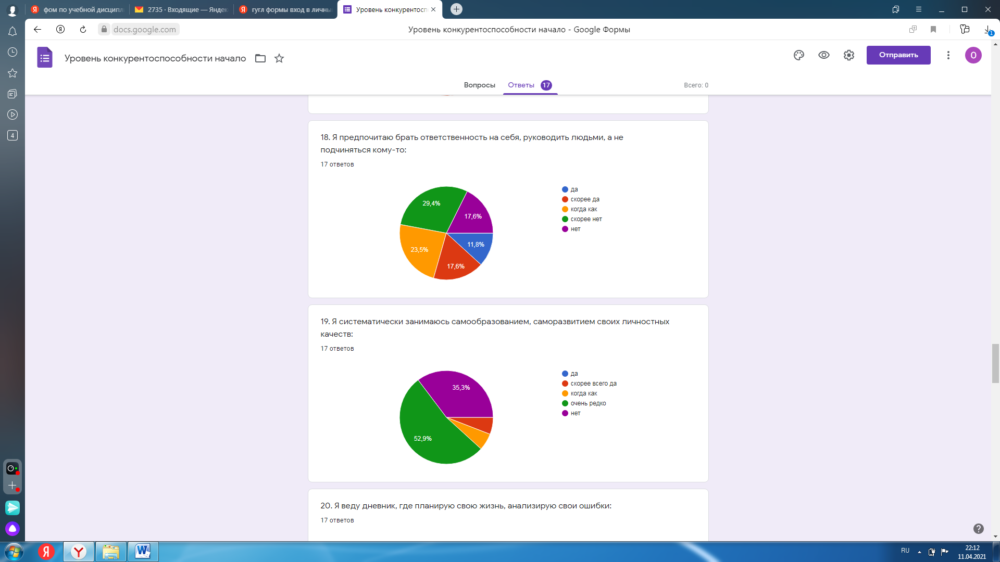 фом по учебной дисципл
2735 · Входящие — Яндек
гугл формы вход в личны
Уровень конкурентосп
docs.google.com
Уровень конкурентоспособности начало - Google Формы
1
Уровень конкурентоспособности начало
Отправить
О
Вопросы
Ответы 17
Всего: 0
4
18. Я предпочитаю брать ответственность на себя, руководить людьми, а не
подчиняться кому-то:
17 ответов
29,4%
17,6%
11,8%
17,6%
23,5%
да
скорее да
когда как
скорее нет
нет
19. Я систематически занимаюсь самообразованием, саморазвитием своих личностных
качеств:
17 ответов
35,3%
52,9%
да
скорее всего да
когда как
очень редко
нет
20. Я веду дневник, где планирую свою жизнь, анализирую свои ошибки:
17 ответов
RU
22:12
11.04.2021